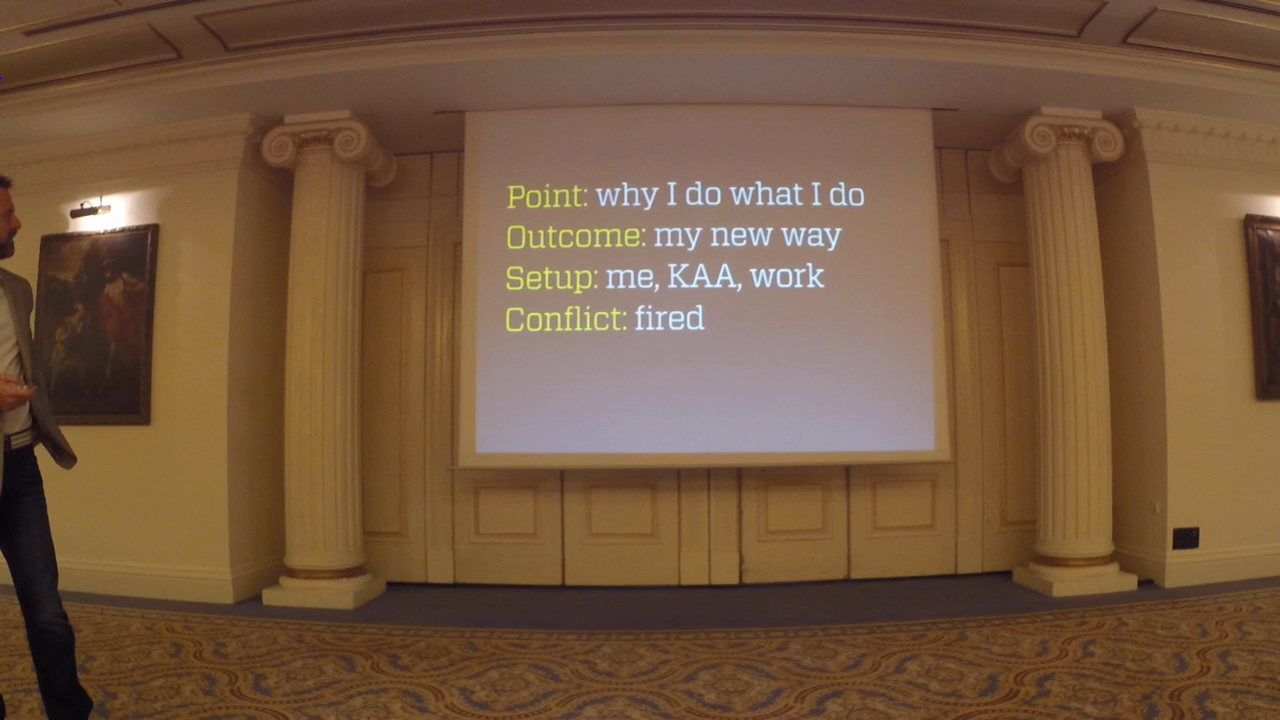 Point: why I do what I do
Outcome: my new way
Setup: me, KAA, work
Conflict: fired